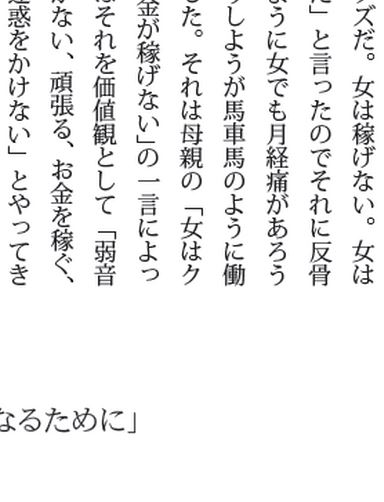 ズだ。女は稼げない。女は
だ」と言ったのでそれに反骨
ように女でも月経痛があろう
しようが馬車馬のように働
した。それは母親の「女はク
金が稼げない」の一言によっ
はそれを価値観として「弱音
かない、頑張る、お金を稼ぐ、
迷惑をかけない」とやってき
なるために」